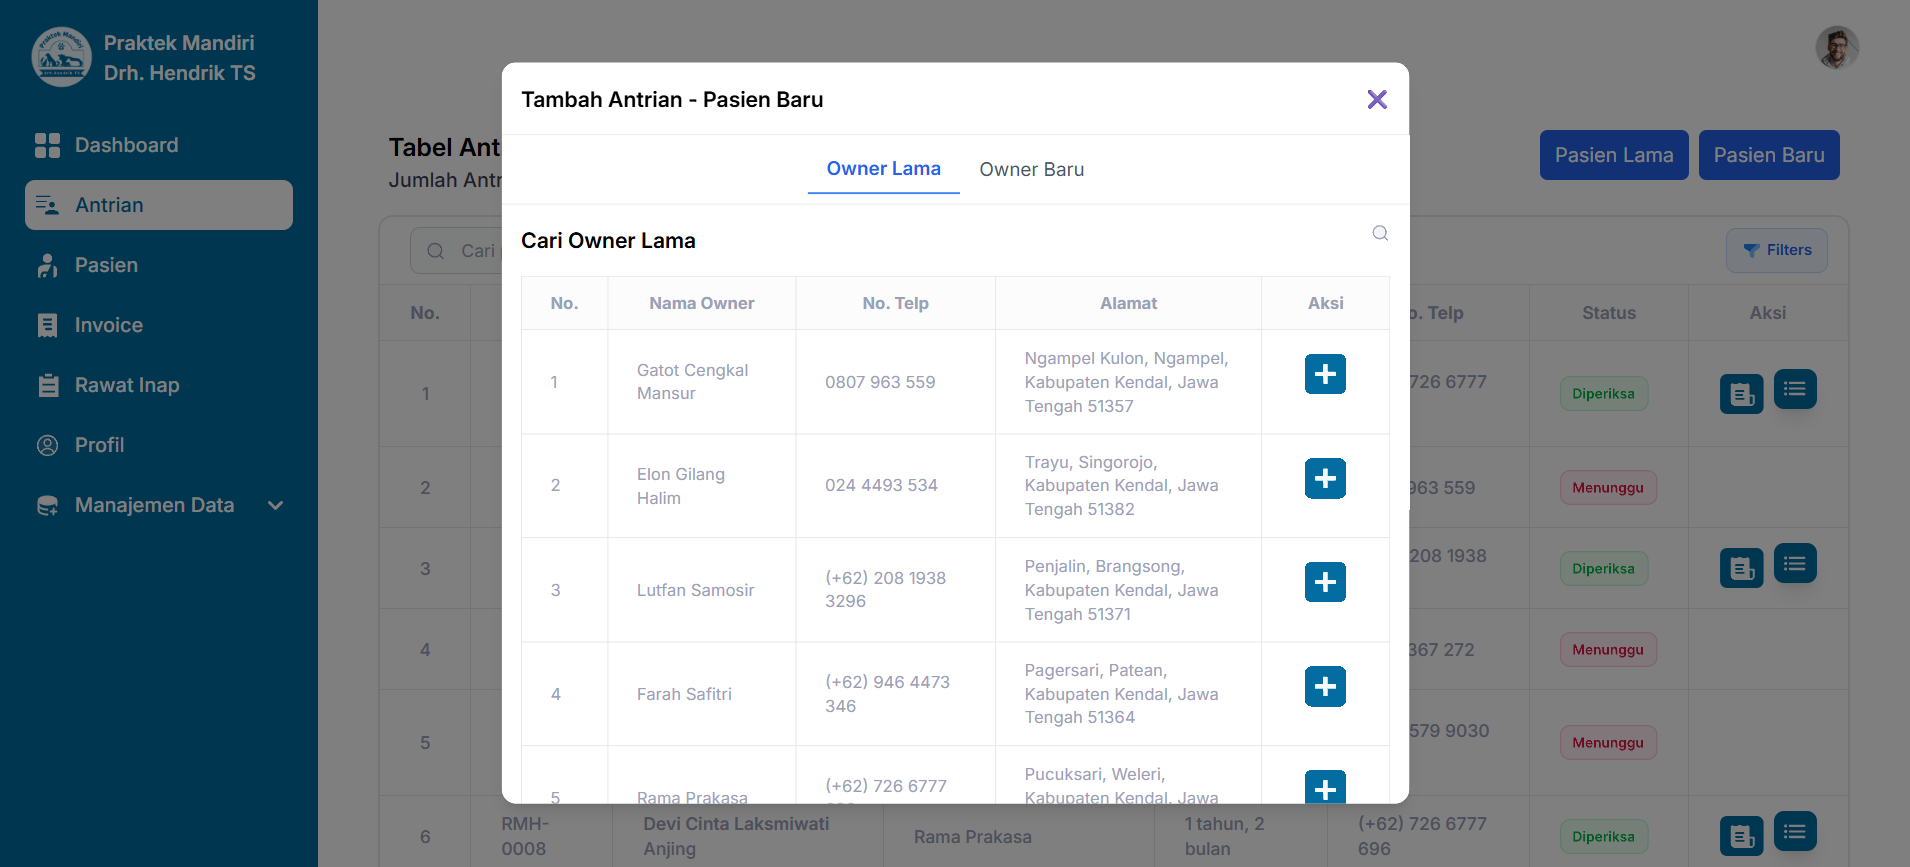 Praktek Mandiri
Drh. Hendrik TS
Dashboard
Antrian
Pasien
Invoice
Rawat Inap
Profil
Manajemen Data
Tabel Ant
Jumlah Antr
Pasien Lama
Pasien Baru
Cari
Filters
No.
o. Telp
Status
Aksi
1
726 6777
Diperiksa
2
963 559
Menunggu
3
208 1938
Diperiksa
4
367 272
Menunggu
5
579 9030
Menunggu
6
RMH-
0008
Devi Cinta Laksmiwati
Anjing
Rama Prakasa
1 tahun, 2
bulan
(+62) 726 6777
696
Diperiksa
Tambah Antrian - Pasien Baru
Owner Lama
Owner Baru
Cari Owner Lama
No.
Nama Owner
No. Telp
Alamat
Aksi
1
Gatot Cengkal
Mansur
0807 963 559
Ngampel Kulon, Ngampel,
Kabupaten Kendal, Jawa
Tengah 51357
2
Elon Gilang
Halim
024 4493 534
Trayu, Singorojo,
Kabupaten Kendal, Jawa
Tengah 51382
3
Lutfan Samosir
(+62) 208 1938
3296
Penjalin, Brangsong,
Kabupaten Kendal, Jawa
Tengah 51371
4
Farah Safitri
(+62) 946 4473
346
Pagersari, Patean,
Kabupaten Kendal, Jawa
Tengah 51364
5
Rama Prakasa
(+62) 726 6777
Pucuksari, Weleri,
Kabupaten Kendal, Jawa